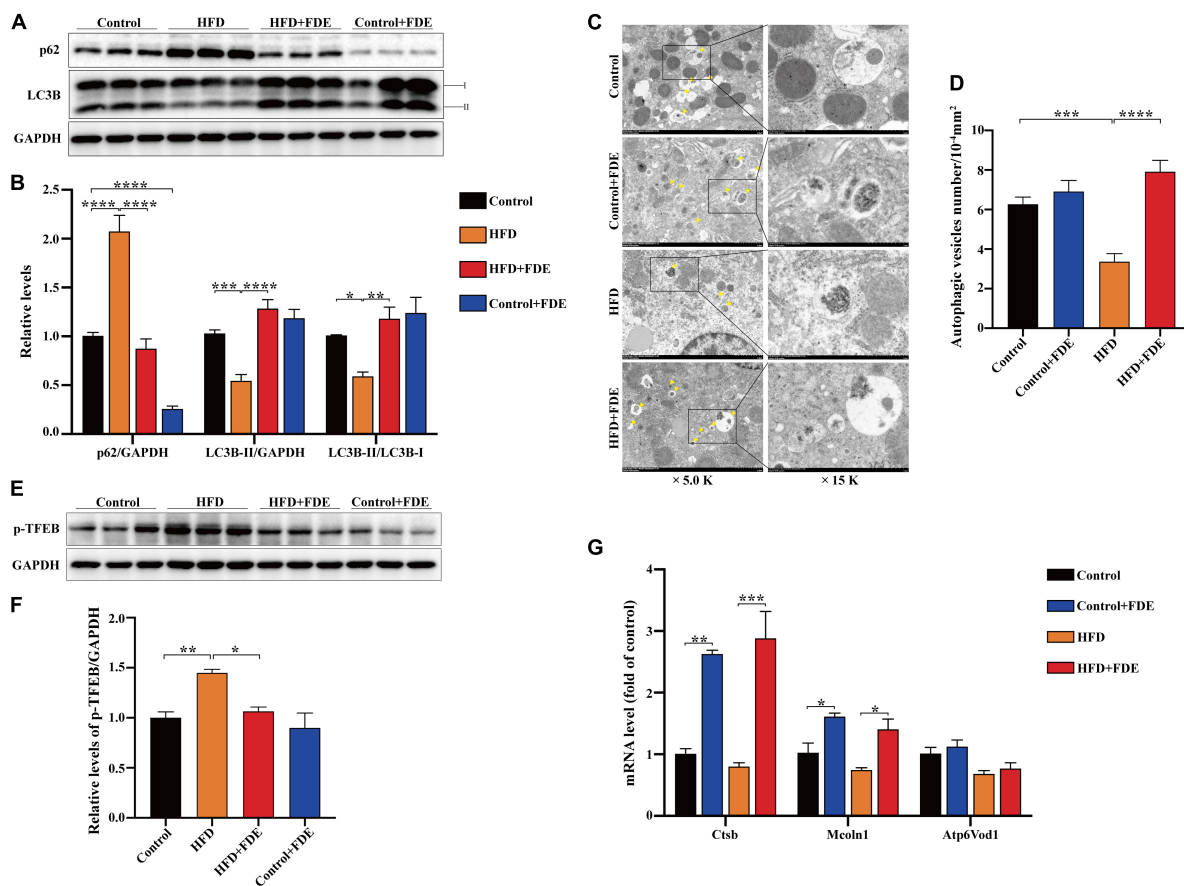 A
Control HFD HFD+FDE Control+FDE
p62
LC3B
I
II
GAPDH
B
****
**** ****
*** ****
* **
Relative levels
2.5
2.0
1.5
1.0
0.5
0.0
p62/GAPDH LC3B-II/GAPDH LC3B-II/LC3B-I
Control
HFD
HFD+FDE
Control+FDE
C
Control
Control+FDE
HFD
HFD+FDE
× 5.0 K × 15 K
D
*** ****
Autophagic vesicles number/10⁻⁴mm²
10
8
6
4
2
0
Control Control+FDE HFD HFD+FDE
E
Control HFD HFD+FDE Control+FDE
p-TFEB
GAPDH
F
** *
Relative levels of p-TFEB/GAPDH
2.0
1.5
1.0
0.5
0.0
Control HFD HFD+FDE Control+FDE
G
** ***
* *
mRNA level (fold of control)
4
3
2
1
0
Ctsb Mcoln1 Atp6Vod1
Control
Control+FDE
HFD
HFD+FDE